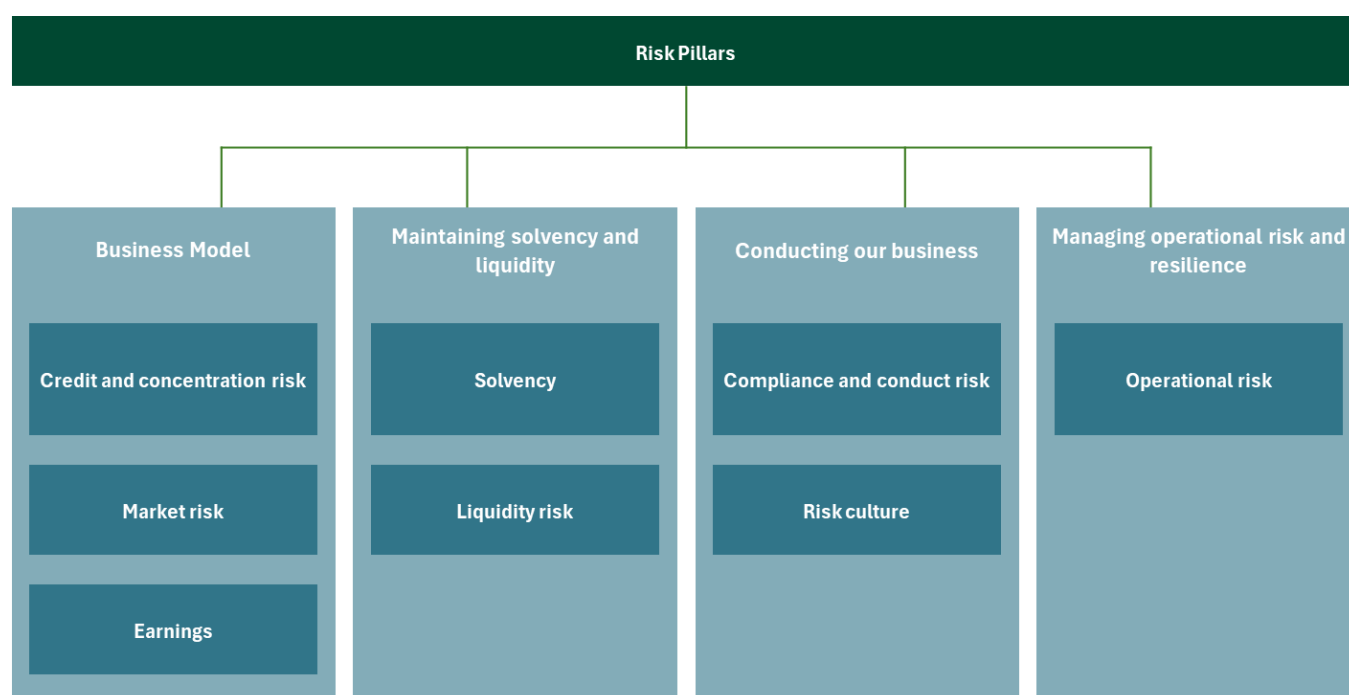 Risk Pillars
Business Model
Credit and concentration risk
Market risk
Earnings
Maintaining solvency and
liquidity
Solvency
Liquidity risk
Conducting our business
Compliance and conduct risk
Risk culture
Managing operational risk and
resilience
Operational risk